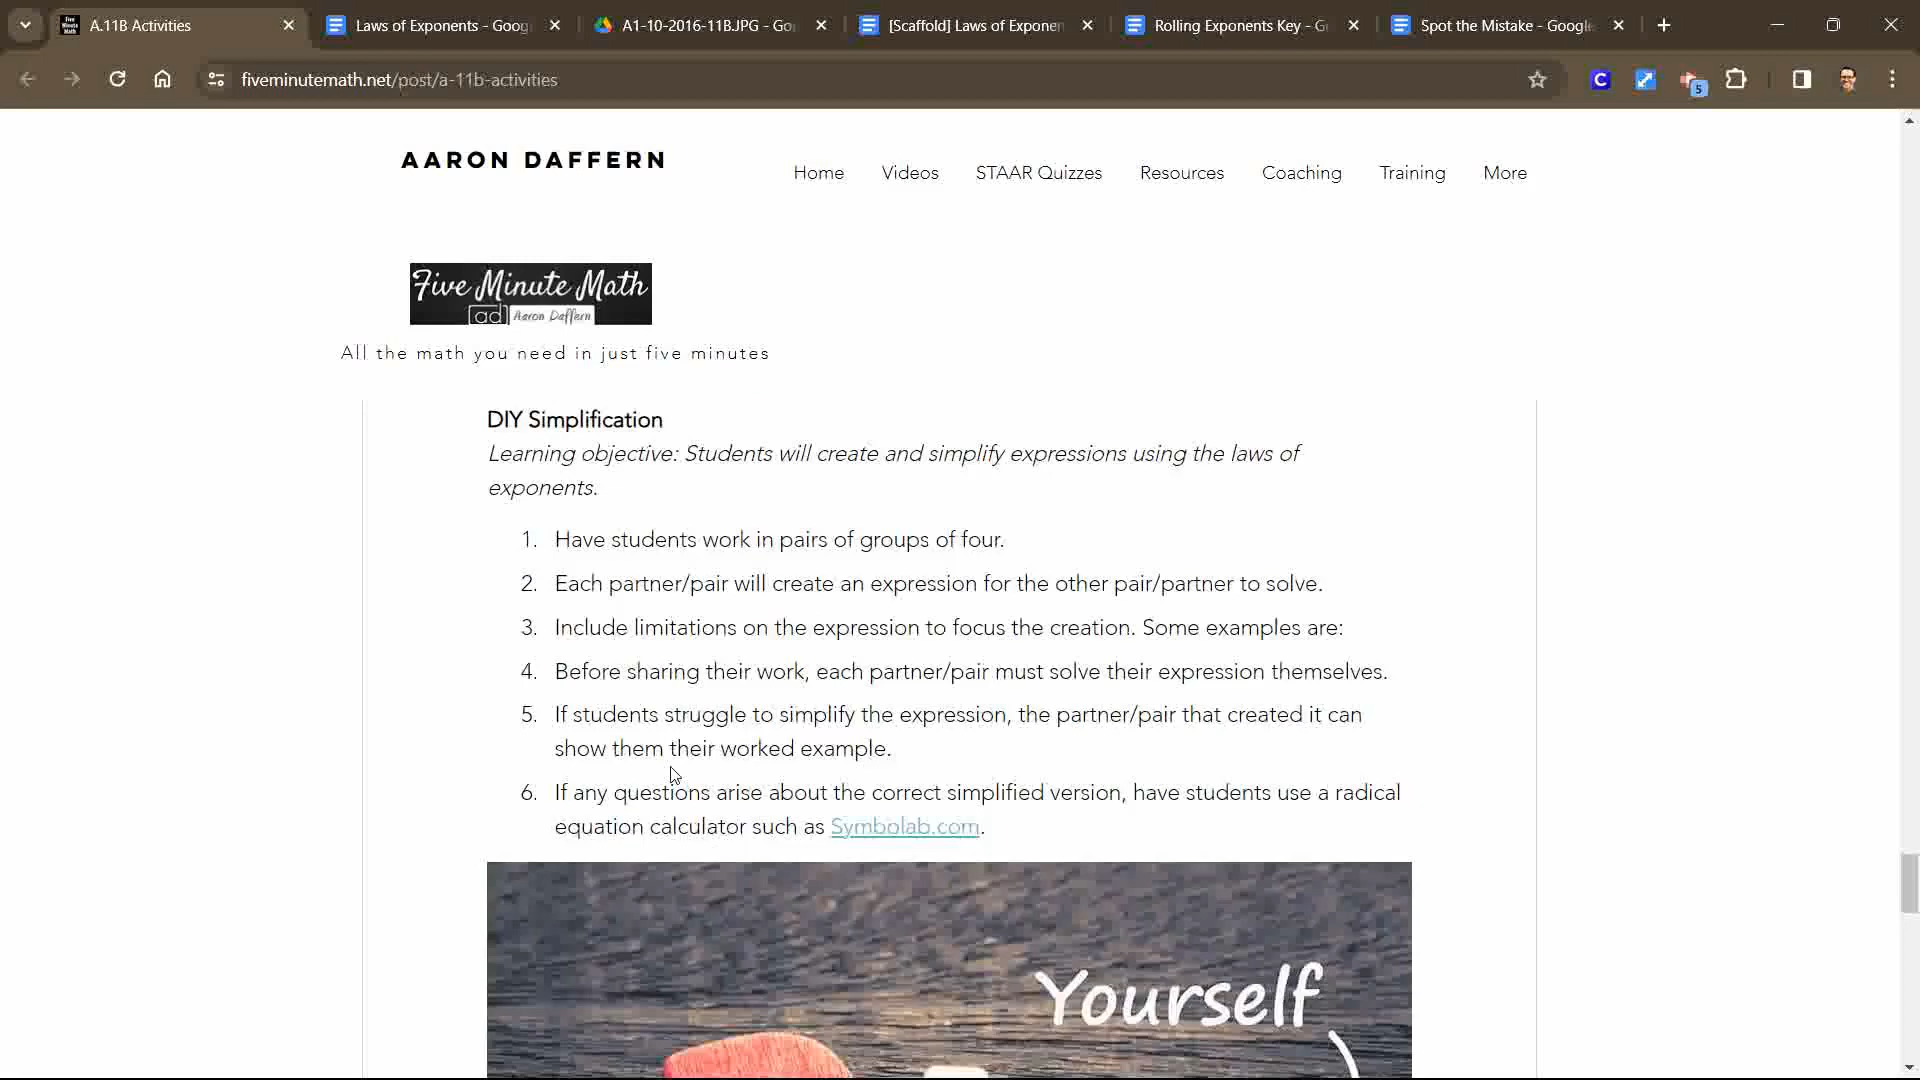 A.11B Activities
Laws of Exponents - Goog
A1-10-2016-11B.JPG - Go
[Scaffold] Laws of Exponen
Rolling Exponents Key - G
Spot the Mistake - Google
fiveminutemath.net/post/a-11b-activities
C
5
AARON DAFFERN
Home
Videos
STAAR Quizzes
Resources
Coaching
Training
More
Five Minute Math
ad Aaron Daffern
All the math you need in just five minutes
DIY Simplification
Learning objective: Students will create and simplify expressions using the laws of
exponents.
1. Have students work in pairs of groups of four.
2. Each partner/pair will create an expression for the other pair/partner to solve.
3. Include limitations on the expression to focus the creation. Some examples are:
4. Before sharing their work, each partner/pair must solve their expression themselves.
5. If students struggle to simplify the expression, the partner/pair that created it can
show them their worked example.
6. If any questions arise about the correct simplified version, have students use a radical
equation calculator such as Symbolab.com.
Yourself